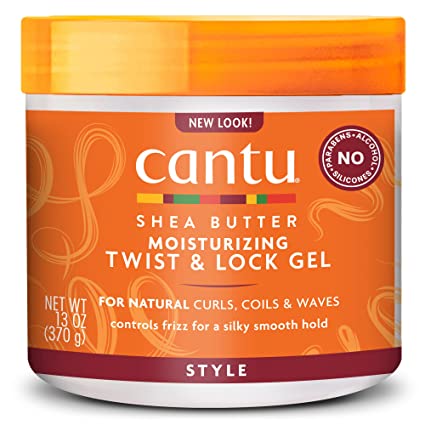 NEW LOOK!
cantu®
PARABENS • ALCOHOL •
NO
SILICONES •
SHEA BUTTER
MOISTURIZING
TWIST & LOCK GEL
NET WT
13 OZ
(370 g)
FOR NATURAL CURLS, COILS & WAVES
controls frizz for a silky smooth hold
STYLE